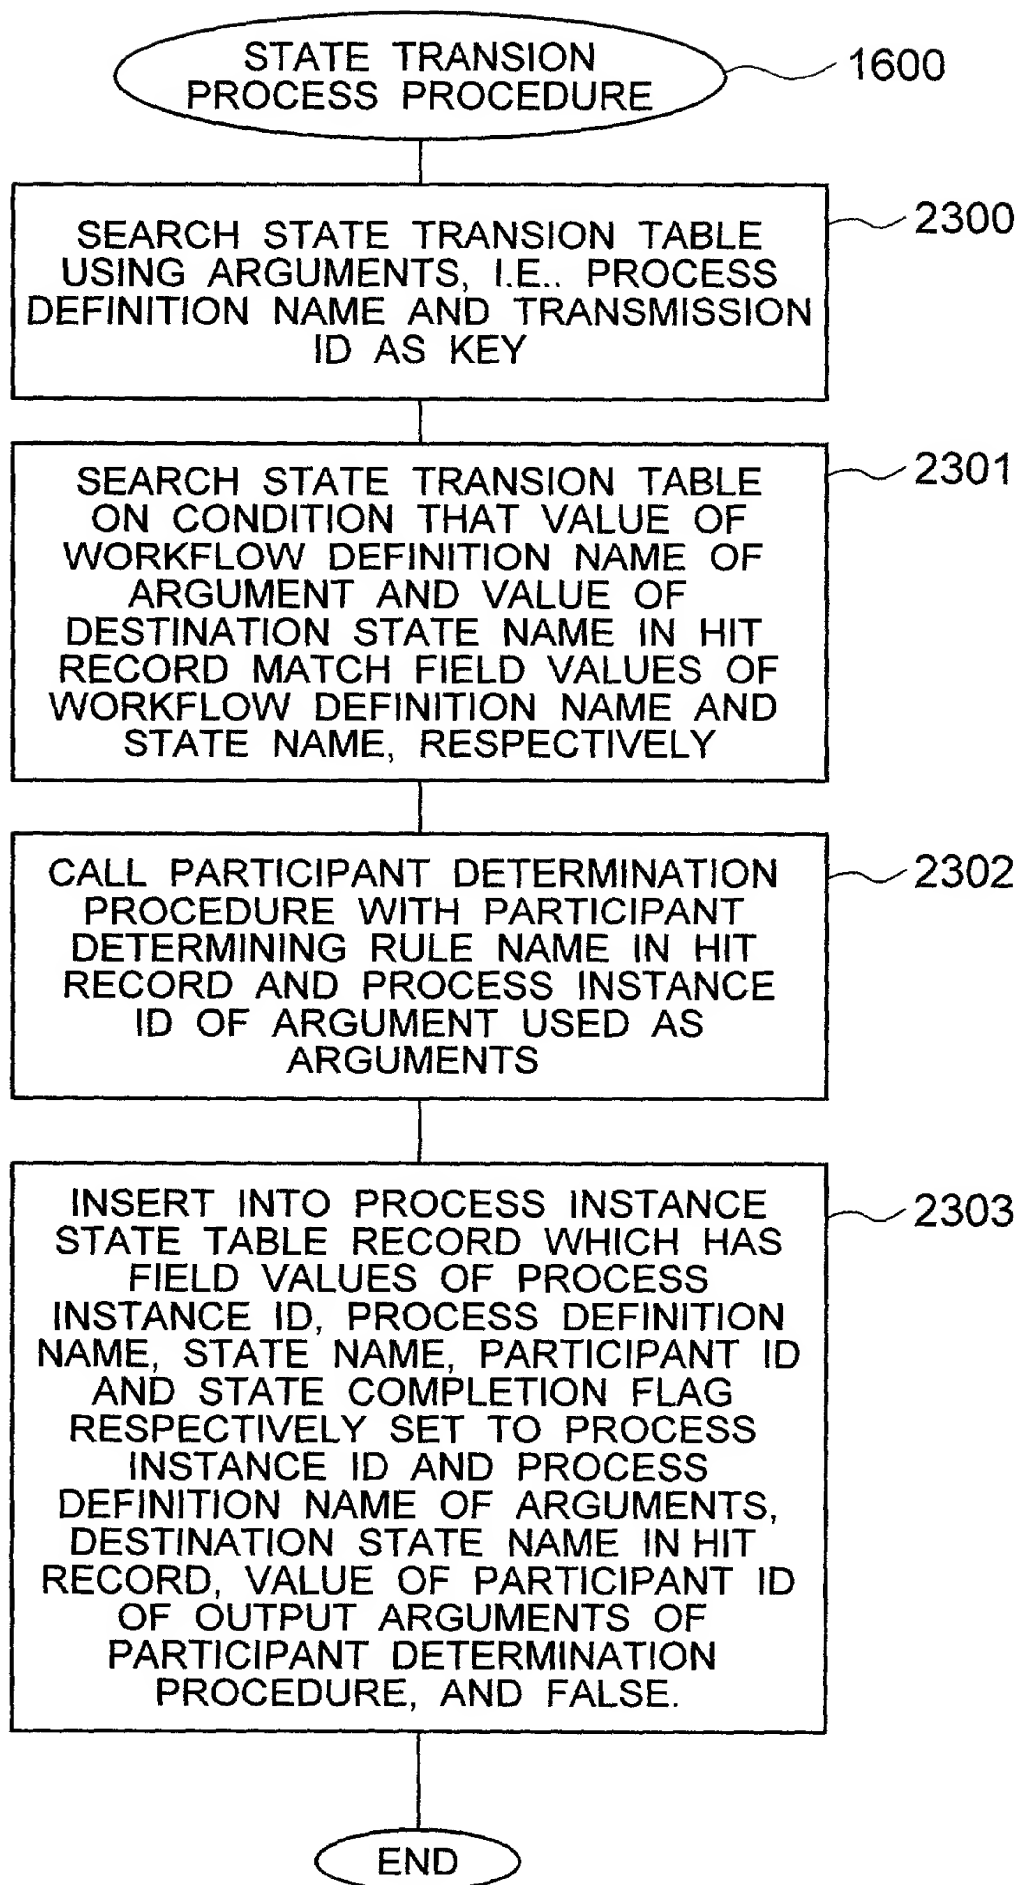 STATE TRANSION
PROCESS PROCEDURE
1600
SEARCH STATE TRANSION TABLE
USING ARGUMENTS, I.E.. PROCESS
DEFINITION NAME AND TRANSMISSION
ID AS KEY
2300
SEARCH STATE TRANSION TABLE
ON CONDITION THAT VALUE OF
WORKFLOW DEFINITION NAME OF
ARGUMENT AND VALUE OF
DESTINATION STATE NAME IN HIT
RECORD MATCH FIELD VALUES OF
WORKFLOW DEFINITION NAME AND
STATE NAME, RESPECTIVELY
2301
CALL PARTICIPANT DETERMINATION
PROCEDURE WITH PARTICIPANT
DETERMINING RULE NAME IN HIT
RECORD AND PROCESS INSTANCE
ID OF ARGUMENT USED AS
ARGUMENTS
2302
INSERT INTO PROCESS INSTANCE
STATE TABLE RECORD WHICH HAS
FIELD VALUES OF PROCESS
INSTANCE ID, PROCESS DEFINITION
NAME, STATE NAME, PARTICIPANT ID
AND STATE COMPLETION FLAG
RESPECTIVELY SET TO PROCESS
INSTANCE ID AND PROCESS
DEFINITION NAME OF ARGUMENTS,
DESTINATION STATE NAME IN HIT
RECORD, VALUE OF PARTICIPANT ID
OF OUTPUT ARGUMENTS OF
PARTICIPANT DETERMINATION
PROCEDURE, AND FALSE.
2303
END